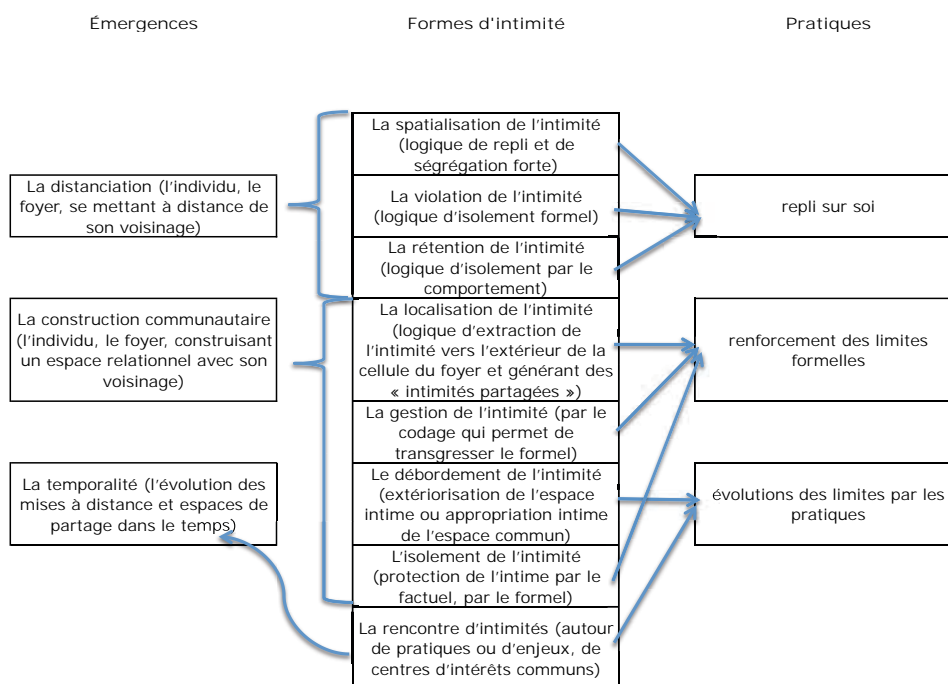 Émergences
Formes d'intimité
Pratiques
La distanciation (l'individu, le
foyer, se mettant à distance de
son voisinage)
La construction communautaire
(l'individu, le foyer, construisant
un espace relationnel avec son
voisinage)
La temporalité (l'évolution des
mises à distance et espaces de
partage dans le temps)
La spatialisation de l'intimité
(logique de repli et de
ségrégation forte)
La violation de l'intimité
(logique d'isolement formel)
La rétention de l'intimité
(logique d'isolement par le
comportement)
La localisation de l'intimité
(logique d'extraction de
l'intimité vers l'extérieur de la
cellule du foyer et générant des
« intimités partagées »)
La gestion de l'intimité (par le
codage qui permet de
transgresser le formel)
Le débordement de l'intimité
(extériorisation de l'espace
intime ou appropriation intime
de l'espace commun)
L'isolement de l'intimité
(protection de l'intime par le
factuel, par le formel)
La rencontre d'intimités (autour
de pratiques ou d'enjeux, de
centres d'intérêts communs)
repli sur soi
renforcement des limites
formelles
évolutions des limites par les
pratiques